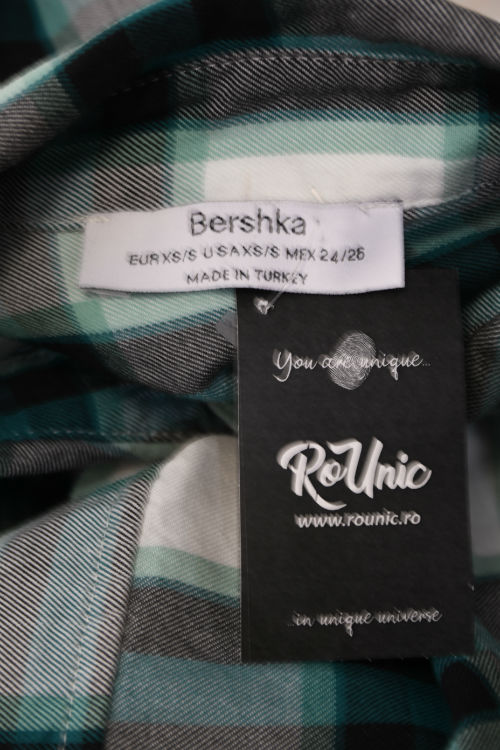 Bershka
EUR XS/S USA XS/S MEX 24/26
MADE IN TURKEY
You are unique...
RoUnic
www.rounic.ro
...in unique universe